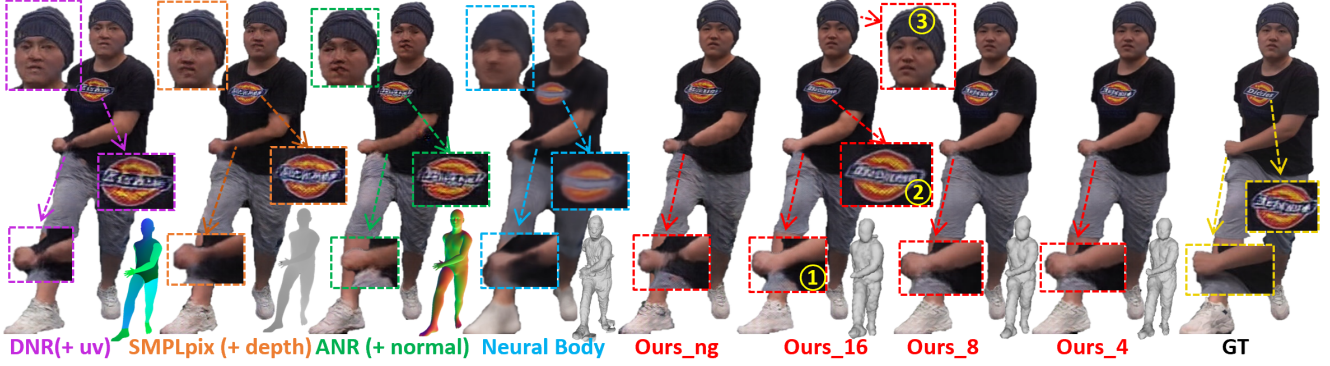 ③
②
①
DNR(+ uv) SMPLpix (+ depth) ANR (+ normal) Neural Body Ours_ng Ours_16 Ours_8 Ours_4 GT